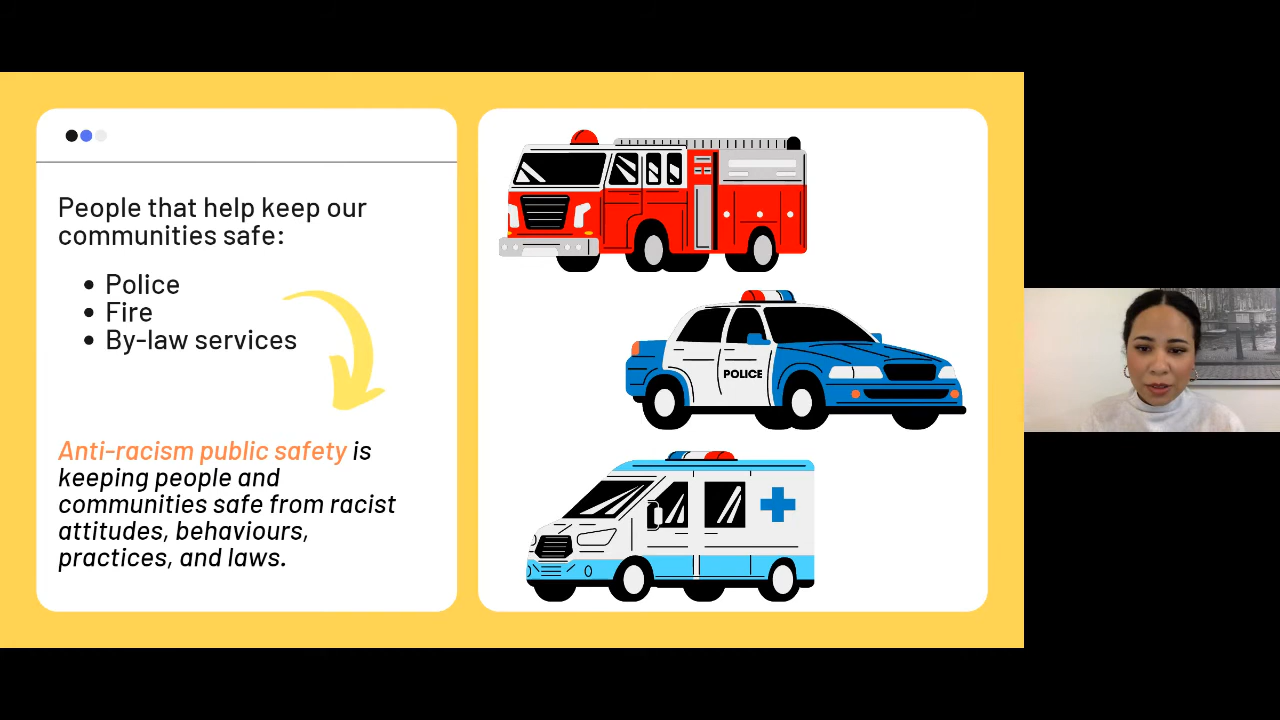 People that help keep our
communities safe:
• Police
• Fire
• By-law services
Anti-racism public safety is
keeping people and
communities safe from racist
attitudes, behaviours,
practices, and laws.
POLICE